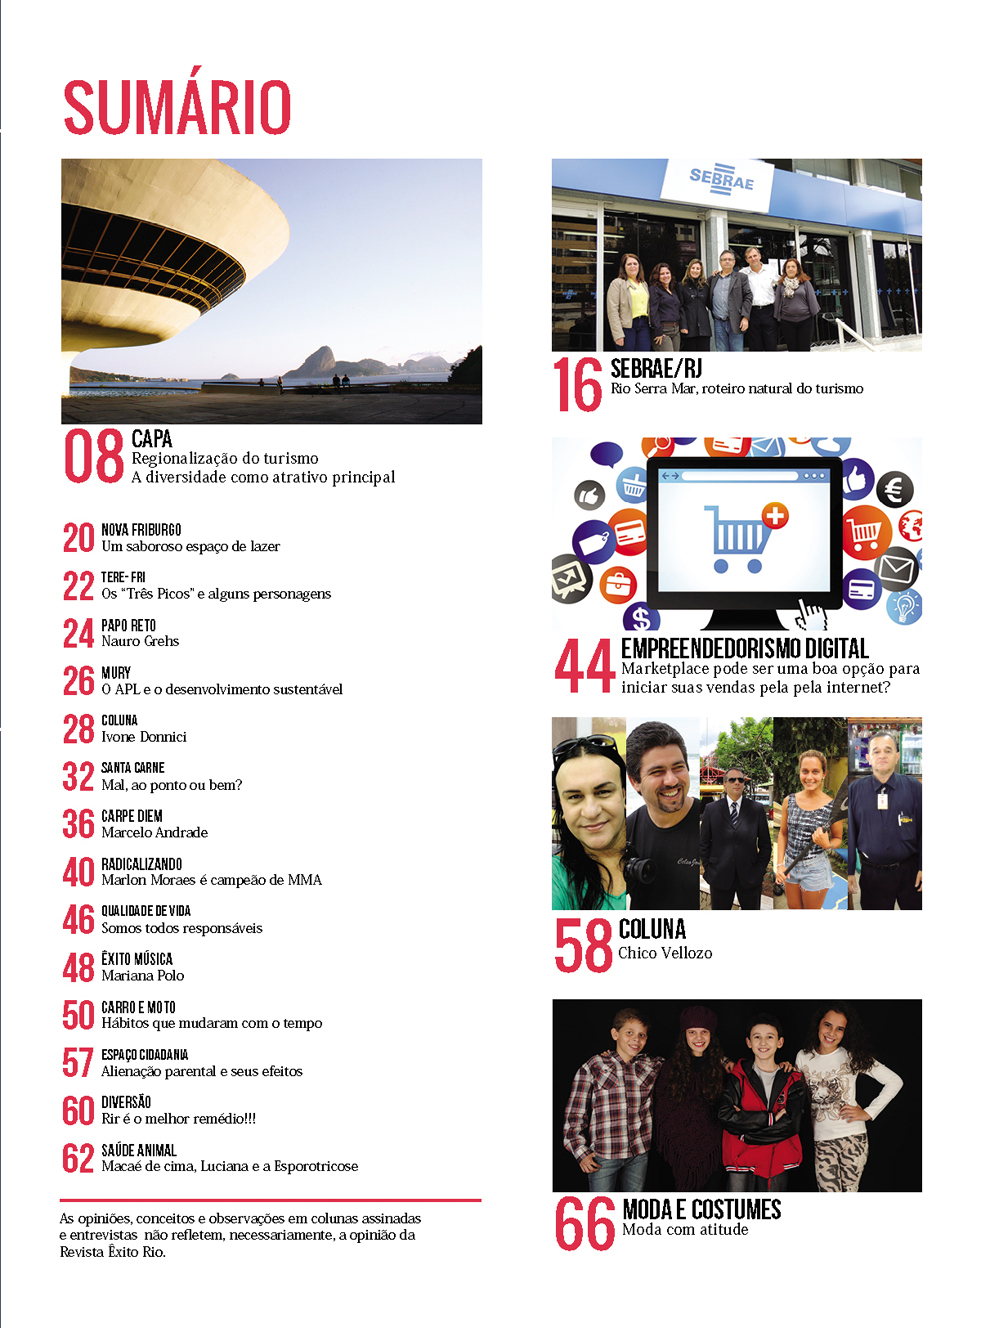 SUMÁRIO
08
CAPA
Regionalização do turismo
A diversidade como atrativo principal
20 NOVA FRIBURGO
Um saboroso espaço de lazer
22 TERE- FRI
Os “Três Picos” e alguns personagens
24 PAPO RETO
Nauro Grehs
26 MURY
O APL e o desenvolvimento sustentável
28 COLUNA
Ivone Donnici
32 SANTA CARNE
Mal, ao ponto ou bem?
36 CARPE DIEM
Marcelo Andrade
40 RADICALIZANDO
Marlon Moraes é campeão de MMA
46 QUALIDADE DE VIDA
Somos todos responsáveis
48 ÊXITO MÚSICA
Mariana Polo
50 CARRO E MOTO
Hábitos que mudaram com o tempo
57 ESPAÇO CIDADANIA
Alienação parental e seus efeitos
60 DIVERSÃO
Rir é o melhor remédio!!!
62 SAÚDE ANIMAL
Macaé de cima, Luciana e a Esporotricose
As opiniões, conceitos e observações em colunas assinadas
e entrevistas não refletem, necessariamente, a opinião da
Revista Êxito Rio.
SEBRAE
16
SEBRAE/RJ
Rio Serra Mar, roteiro natural do turismo
44
EMPREENDEDORISMO DIGITAL
Marketplace pode ser uma boa opção para
iniciar suas vendas pela pela internet?
58
COLUNA
Chico Vellozo
66
MODA E COSTUMES
Moda com atitude